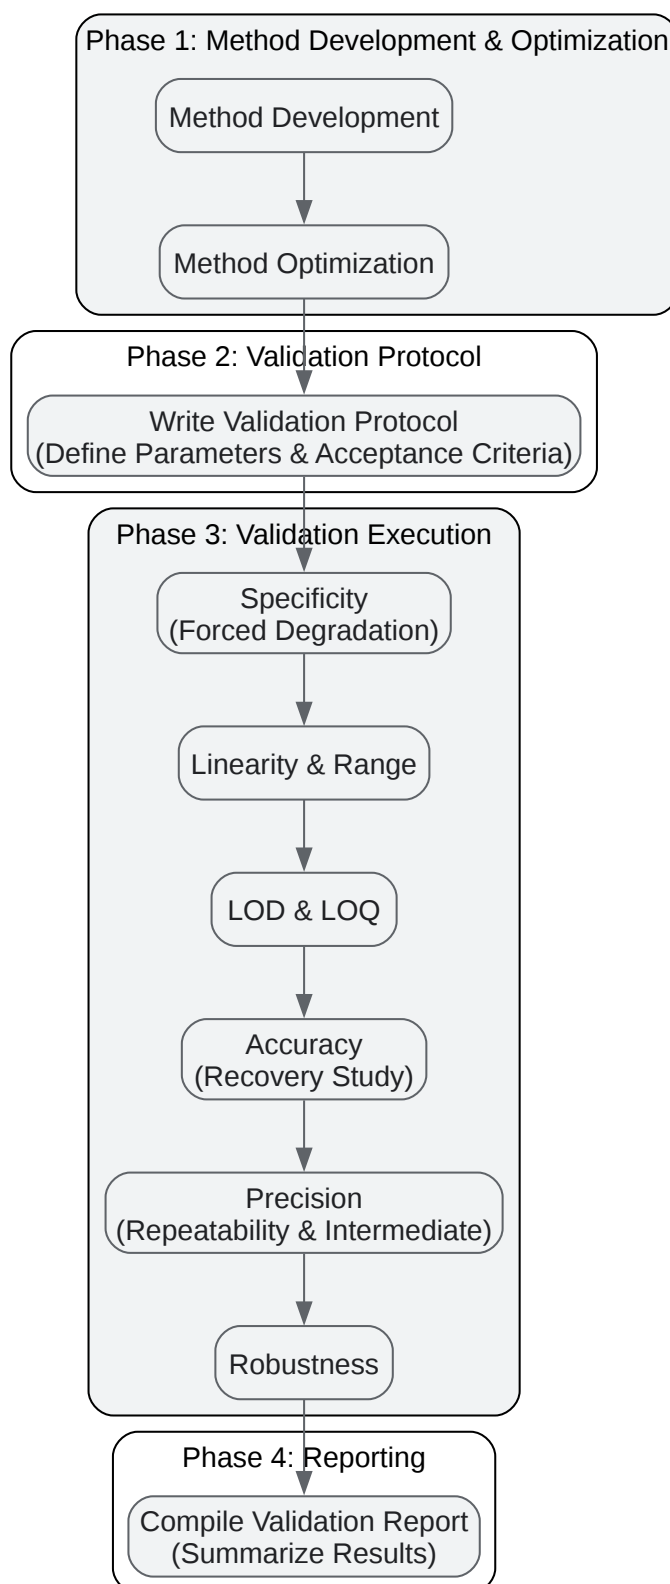 Phase 1: Method Development & Optimization
Method Development
Method Optimization
Phase 2: Validation Protocol
Write Validation Protocol
(Define Parameters & Acceptance Criteria)
Phase 3: Validation Execution
Specificity
(Forced Degradation)
Linearity & Range
LOD & LOQ
Accuracy
(Recovery Study)
Precision
(Repeatability & Intermediate)
Robustness
Phase 4: Reporting
Compile Validation Report
(Summarize Results)